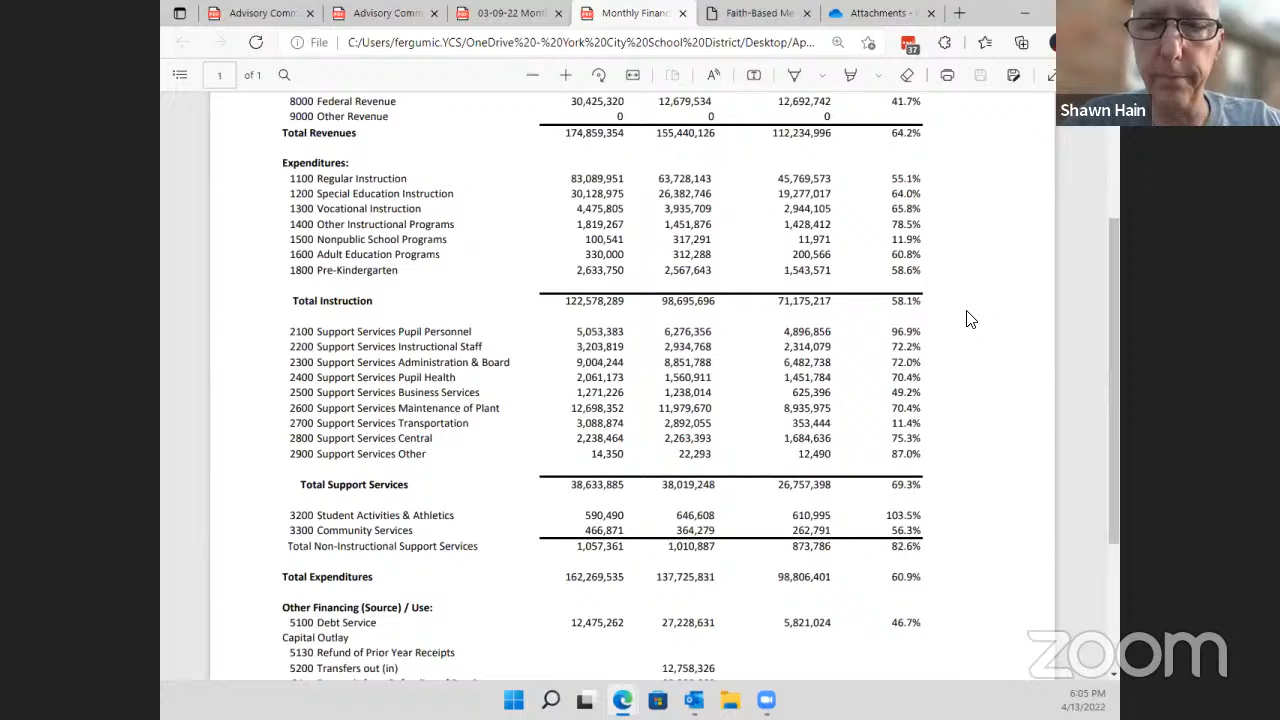 Advisory Comm
Advisory Comm
03-09-22 Mont
Monthly Financ
Faith-Based Me
Attachments -
File C:/Users/fergumic.YCS/OneDrive%20-%20York%20City%20School%20District/Desktop/Ap...
37
1 of 1
8000 Federal Revenue 30,425,320 12,679,534 12,692,742 41.7%
9000 Other Revenue 0 0 0
Total Revenues 174,859,354 155,440,126 112,234,996 64.2%
Expenditures:
1100 Regular Instruction 83,089,951 63,728,143 45,769,573 55.1%
1200 Special Education Instruction 30,128,975 26,382,746 19,277,017 64.0%
1300 Vocational Instruction 4,475,805 3,935,709 2,944,105 65.8%
1400 Other Instructional Programs 1,819,267 1,451,876 1,428,412 78.5%
1500 Nonpublic School Programs 100,541 317,291 11,971 11.9%
1600 Adult Education Programs 330,000 312,288 200,566 60.8%
1800 Pre-Kindergarten 2,633,750 2,567,643 1,543,571 58.6%
Total Instruction 122,578,289 98,695,696 71,175,217 58.1%
2100 Support Services Pupil Personnel 5,053,383 6,276,356 4,896,856 96.9%
2200 Support Services Instructional Staff 3,203,819 2,934,768 2,314,079 72.2%
2300 Support Services Administration & Board 9,004,244 8,851,788 6,482,738 72.0%
2400 Support Services Pupil Health 2,061,173 1,560,911 1,451,784 70.4%
2500 Support Services Business Services 1,271,226 1,238,014 625,396 49.2%
2600 Support Services Maintenance of Plant 12,698,352 11,979,670 8,935,975 70.4%
2700 Support Services Transportation 3,088,874 2,892,055 353,444 11.4%
2800 Support Services Central 2,238,464 2,263,393 1,684,636 75.3%
2900 Support Services Other 14,350 22,293 12,490 87.0%
Total Support Services 38,633,885 38,019,248 26,757,398 69.3%
3200 Student Activities & Athletics 590,490 646,608 610,995 103.5%
3300 Community Services 466,871 364,279 262,791 56.3%
Total Non-Instructional Support Services 1,057,361 1,010,887 873,786 82.6%
Total Expenditures 162,269,535 137,725,831 98,806,401 60.9%
Other Financing (Source) / Use:
5100 Debt Service 12,475,262 27,228,631 5,821,024 46.7%
Capital Outlay
5130 Refund of Prior Year Receipts
5200 Transfers out (in) 12,758,326
Shawn Hain
zoom
6:05 PM
4/13/2022